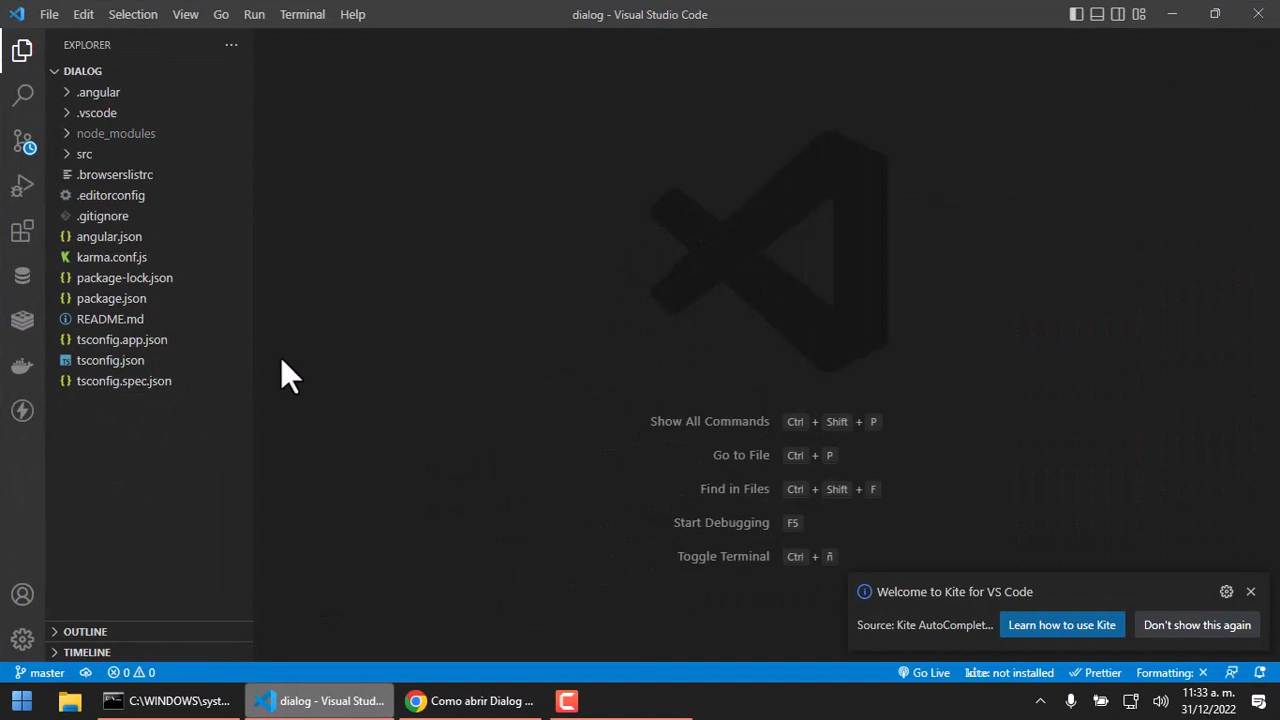 File Edit Selection View Go Run Terminal Help
dialog - Visual Studio Code
EXPLORER
DIALOG
.angular
.vscode
node_modules
src
.browserslistrc
.editorconfig
.gitignore
angular.json
karma.conf.js
package-lock.json
package.json
README.md
tsconfig.app.json
tsconfig.json
tsconfig.spec.json
OUTLINE
TIMELINE
Show All Commands Ctrl + Shift + P
Go to File Ctrl + P
Find in Files Ctrl + Shift + F
Start Debugging F5
Toggle Terminal Ctrl + ñ
Welcome to Kite for VS Code
Source: Kite AutoComplet... Learn how to use Kite Don't show this again
master 0 0 Go Live kite: not installed Prettier Formatting: ×
C:\WINDOWS\syst... dialog - Visual Stud... Como abrir Dialog ...
11:33 a. m.
31/12/2022